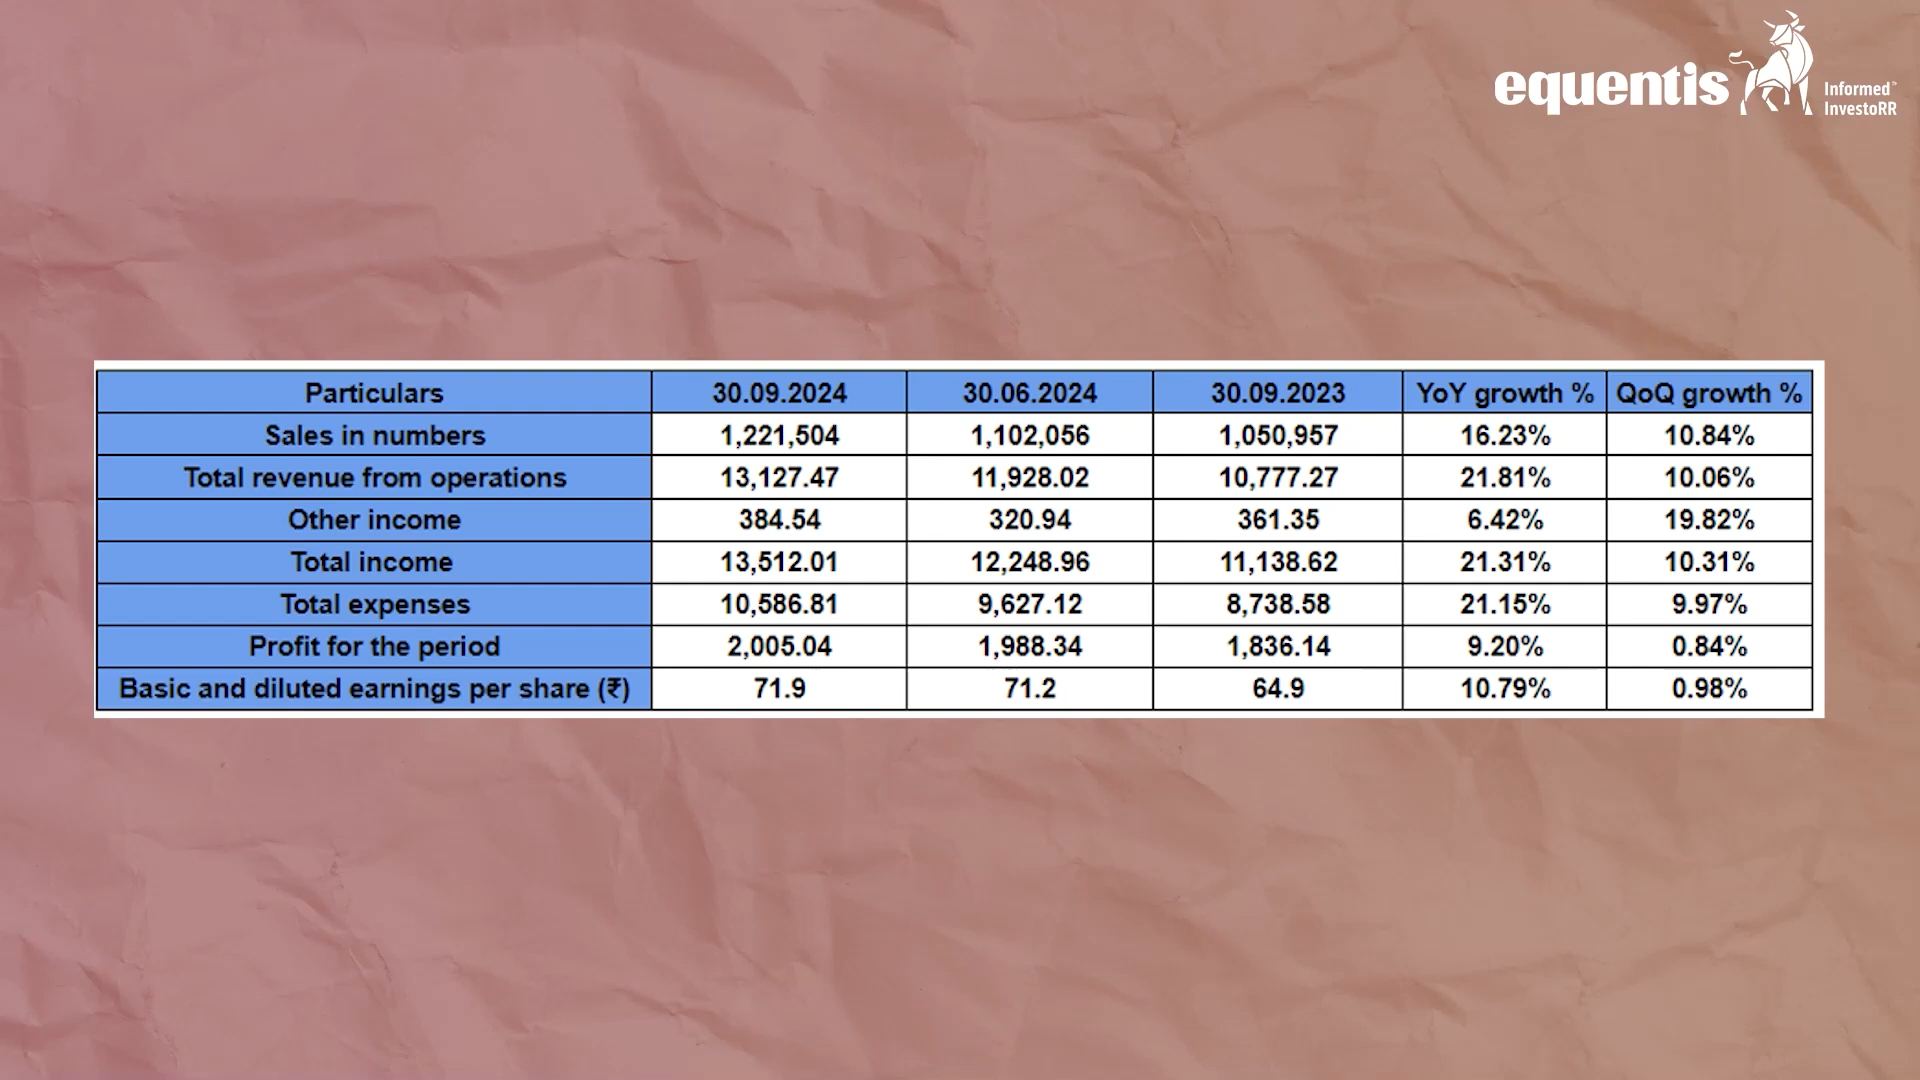 equentis
Informed
InvestoRR
Particulars 30.09.2024 30.06.2024 30.09.2023 YoY growth % QoQ growth %
Sales in numbers 1,221,504 1,102,056 1,050,957 16.23% 10.84%
Total revenue from operations 13,127.47 11,928.02 10,777.27 21.81% 10.06%
Other income 384.54 320.94 361.35 6.42% 19.82%
Total income 13,512.01 12,248.96 11,138.62 21.31% 10.31%
Total expenses 10,586.81 9,627.12 8,738.58 21.15% 9.97%
Profit for the period 2,005.04 1,988.34 1,836.14 9.20% 0.84%
Basic and diluted earnings per share (₹) 71.9 71.2 64.9 10.79% 0.98%